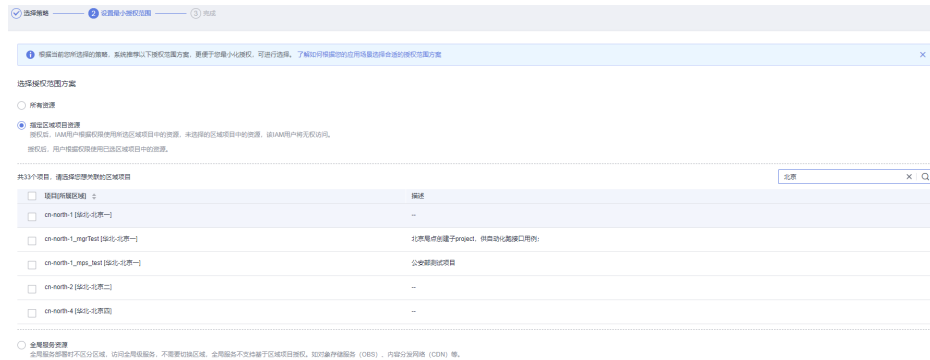 选择策略
2 设置最小授权范围
3 完成
根据当前您所选择的策略，系统推荐以下授权范围方案，更便于您最小化授权，可进行选择。 了解如何根据您的应用场景选择合适的授权范围方案
选择授权范围方案
所有资源
指定区域项目资源
授权后，IAM用户根据权限使用所选区域项目中的资源，未选择的区域项目中的资源，该IAM用户将无权访问。
授权后，用户根据权限使用已选区域项目中的资源。
共33个项目，请选择您想关联的区域项目
北京
项目[所属区域] 描述
cn-north-1 [华北-北京一] --
cn-north-1_mgrTest [华北-北京一] 北京局点创建子project，供自动化冀接口用例;
cn-north-1_mps_test [华北-北京一] 公安部测试项目
cn-north-2 [华北-北京二] --
cn-north-4 [华北-北京四] --
全局服务资源
全局服务部署时不区分区域，访问全局级服务，不需要切换区域，全局服务不支持基于区域项目授权。如对象存储服务（OBS）、内容分发网络（CDN）等。